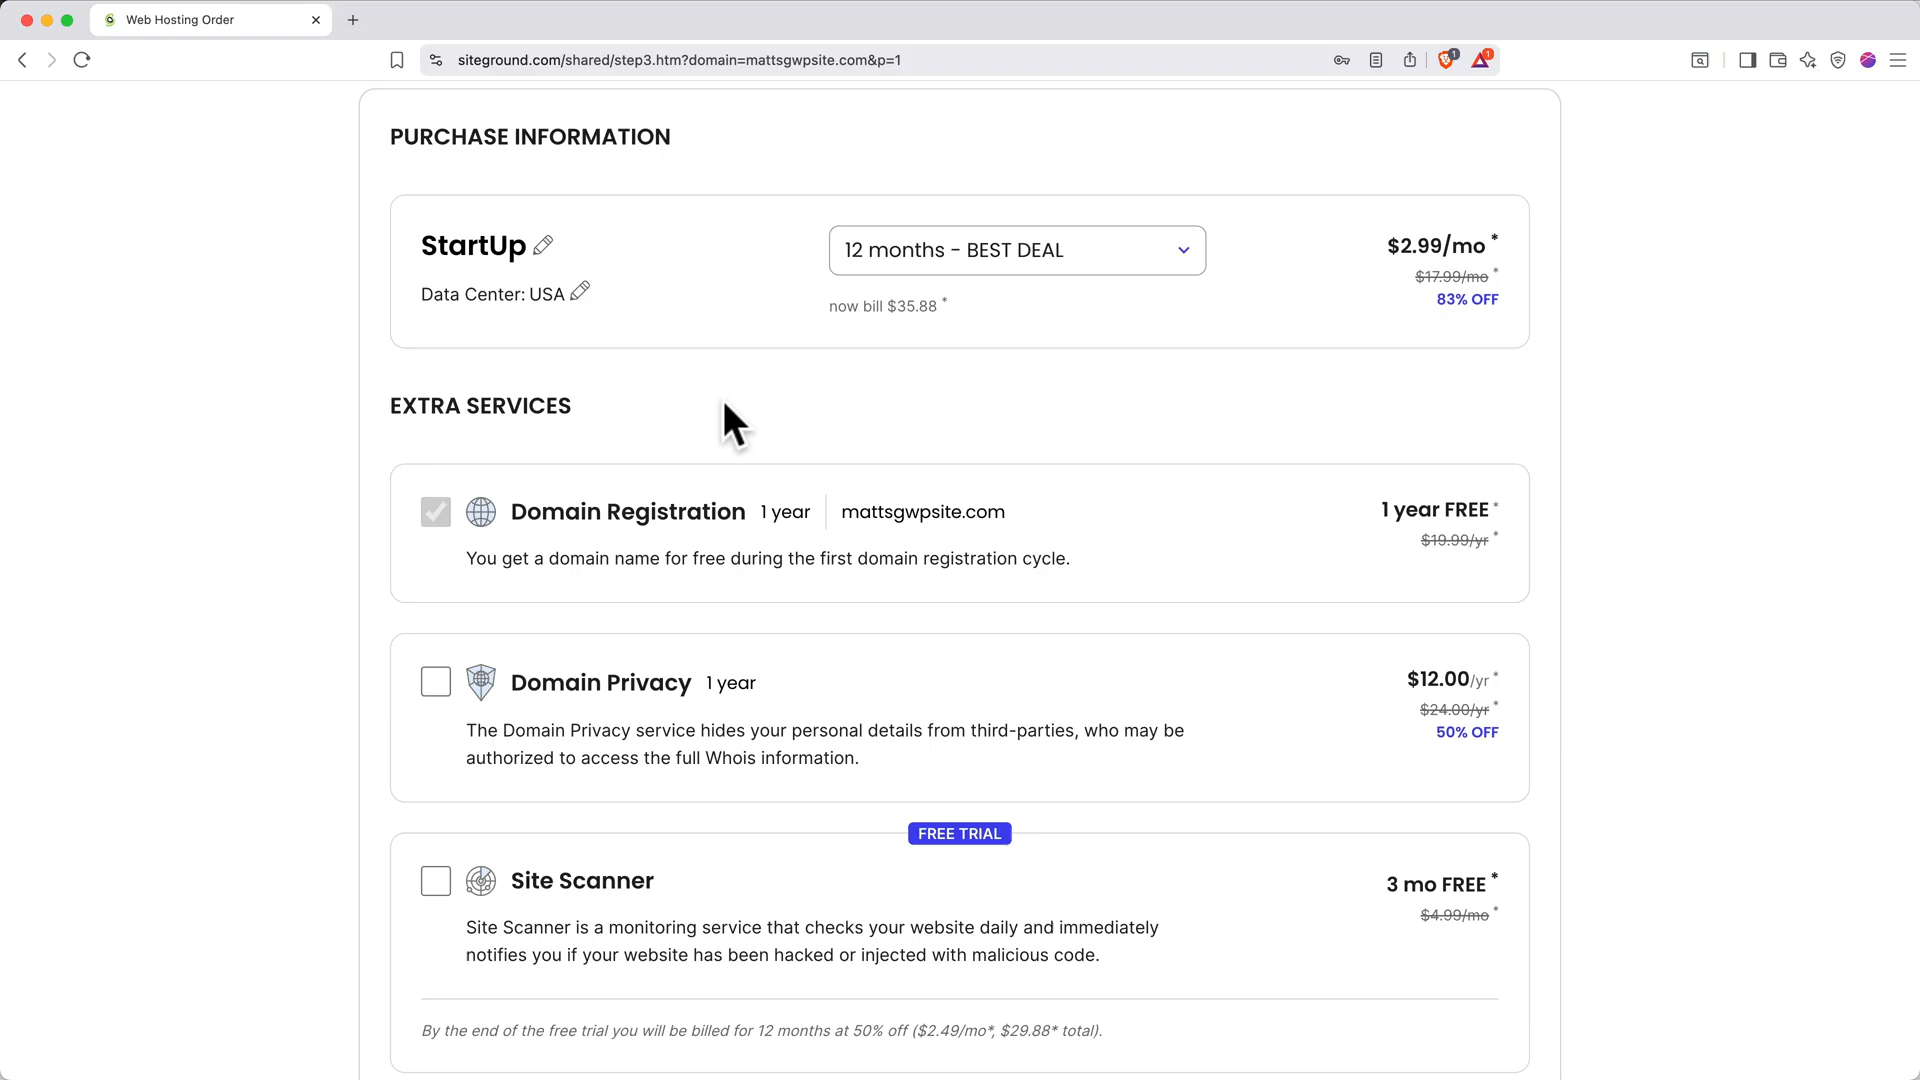 Web Hosting Order
siteground.com/shared/step3.htm?domain=mattsgwpsite.com&p=1
1
1
PURCHASE INFORMATION
StartUp
12 months - BEST DEAL
$2.99/mo *
$17.99/mo *
83% OFF
Data Center: USA
now bill $35.88 *
EXTRA SERVICES
Domain Registration 1 year mattsgwpsite.com
1 year FREE *
$19.99/yr *
You get a domain name for free during the first domain registration cycle.
Domain Privacy 1 year
$12.00/yr *
$24.00/yr *
50% OFF
The Domain Privacy service hides your personal details from third-parties, who may be
authorized to access the full Whois information.
FREE TRIAL
Site Scanner
3 mo FREE *
$4.99/mo *
Site Scanner is a monitoring service that checks your website daily and immediately
notifies you if your website has been hacked or injected with malicious code.
By the end of the free trial you will be billed for 12 months at 50% off ($2.49/mo*, $29.88* total).